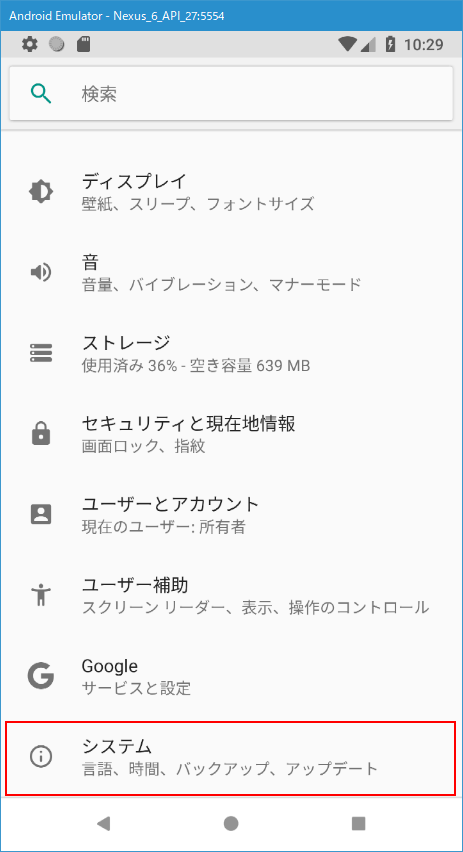 Android Emulator - Nexus_6_API_27:5554
10:29
検索
ディスプレイ
壁紙、スリープ、フォントサイズ
音
音量、バイブレーション、マナーモード
ストレージ
使用済み 36% - 空き容量 639 MB
セキュリティと現在地情報
画面ロック、指紋
ユーザーとアカウント
現在のユーザー: 所有者
ユーザー補助
スクリーン リーダー、表示、操作のコントロール
Google
サービスと設定
システム
言語、時間、バックアップ、アップデート